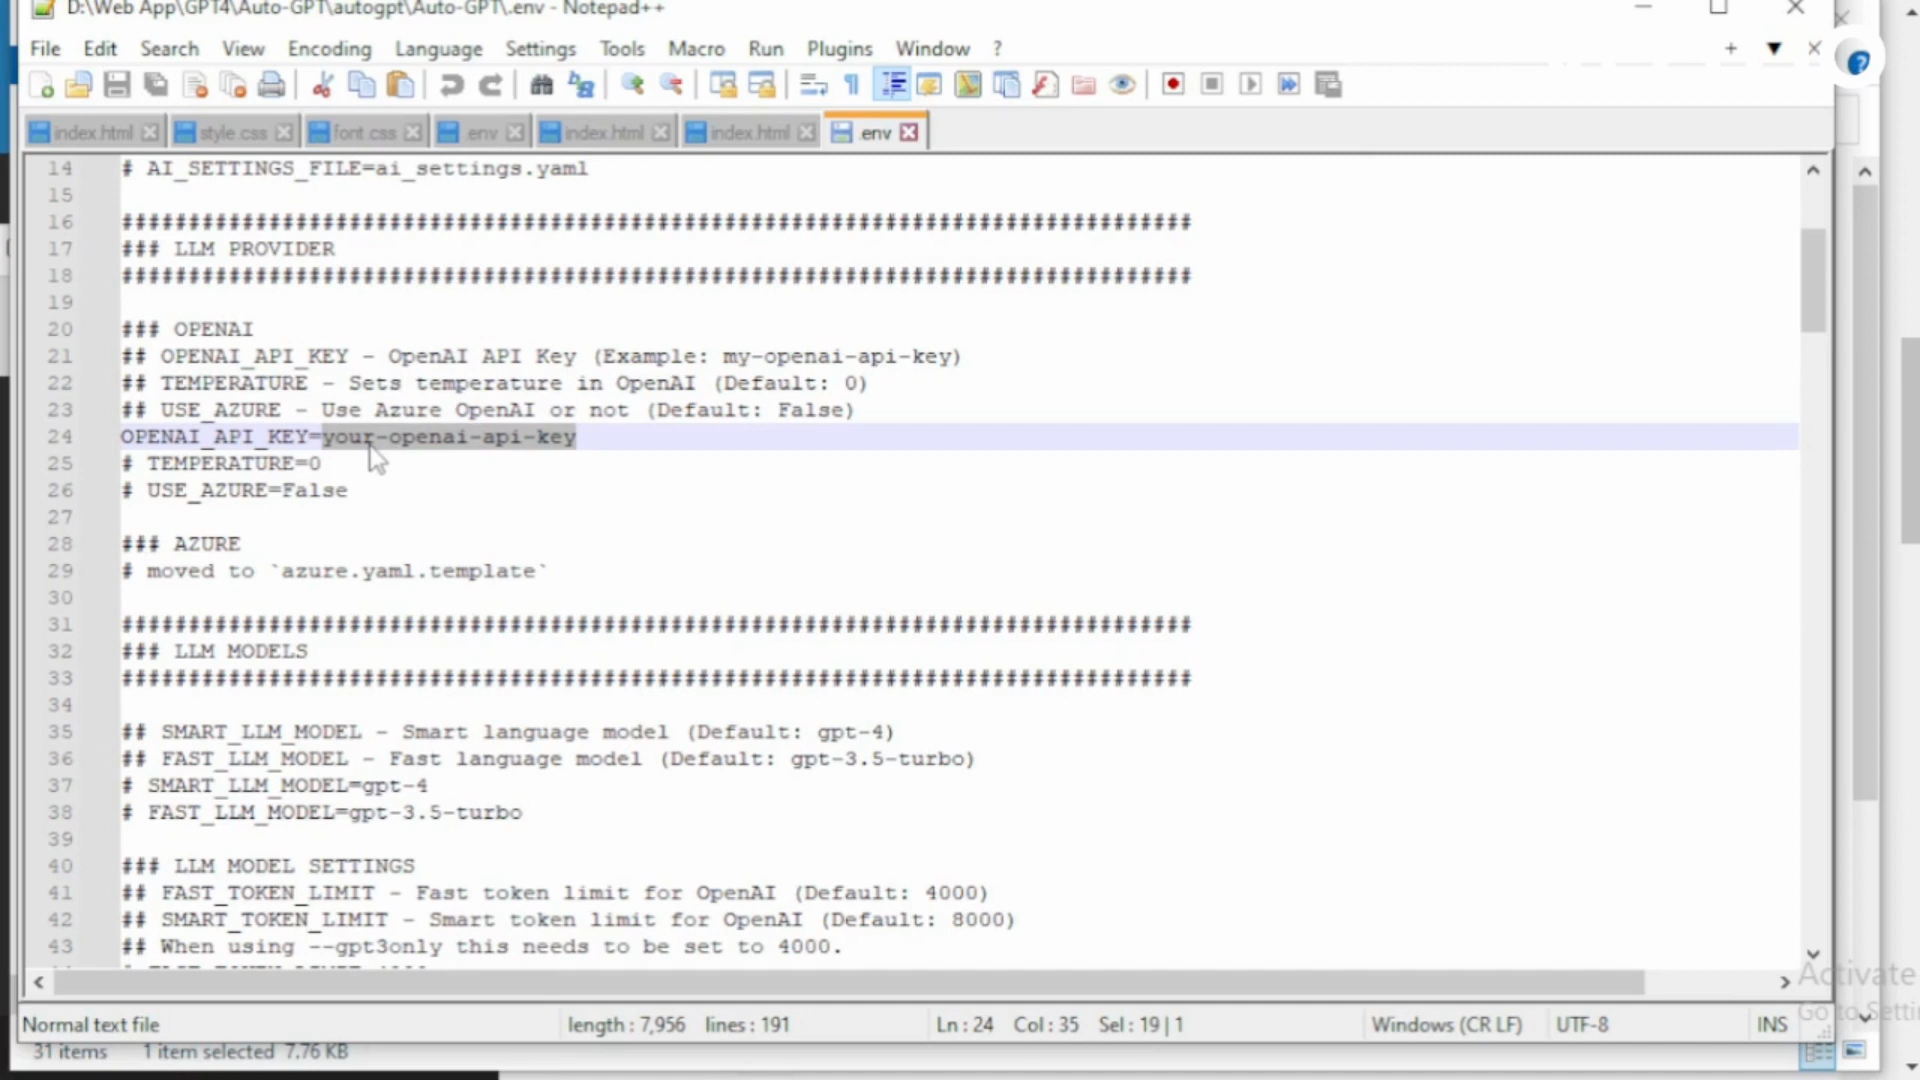 D:\Web App\GPT4\Auto-GPT\autogpt\Auto-GPT\.env - Notepad++
File Edit Search View Encoding Language Settings Tools Macro Run Plugins Window ?
index.html style.css font.css .env index.html index.html .env
14 # AI_SETTINGS_FILE=ai_settings.yaml
15
16 ################################################################################
17 ### LLM PROVIDER
18 ################################################################################
19
20 ### OPENAI
21 ## OPENAI_API_KEY - OpenAI API Key (Example: my-openai-api-key)
22 ## TEMPERATURE - Sets temperature in OpenAI (Default: 0)
23 ## USE_AZURE - Use Azure OpenAI or not (Default: False)
24 OPENAI_API_KEY=your-openai-api-key
25 # TEMPERATURE=0
26 # USE_AZURE=False
27
28 ### AZURE
29 # moved to `azure.yaml.template`
30
31 ################################################################################
32 ### LLM MODELS
33 ################################################################################
34
35 ## SMART_LLM_MODEL - Smart language model (Default: gpt-4)
36 ## FAST_LLM_MODEL - Fast language model (Default: gpt-3.5-turbo)
37 # SMART_LLM_MODEL=gpt-4
38 # FAST_LLM_MODEL=gpt-3.5-turbo
39
40 ### LLM MODEL SETTINGS
41 ## FAST_TOKEN_LIMIT - Fast token limit for OpenAI (Default: 4000)
42 ## SMART_TOKEN_LIMIT - Smart token limit for OpenAI (Default: 8000)
43 ## When using --gpt3only this needs to be set to 4000.
Activate
Go to Setti
Normal text file length : 7,956 lines : 191 Ln : 24 Col : 35 Sel : 19 | 1 Windows (CR LF) UTF-8 INS
31 items 1 item selected 7.76 KB